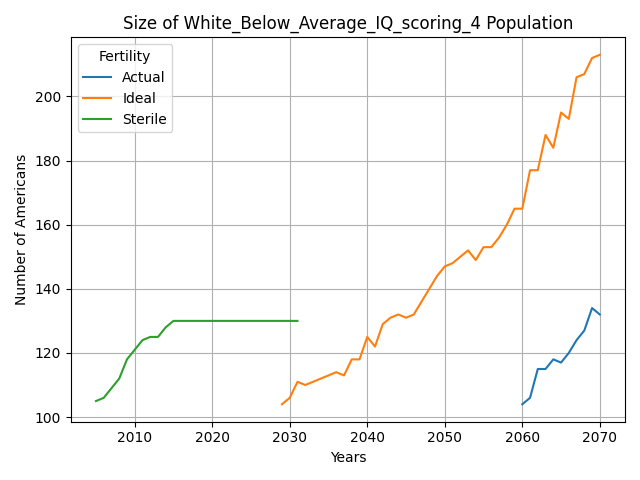 Size of White_Below_Average_IQ_scoring_4 Population
Fertility
Actual
Ideal
Sterile
Number of Americans
200
180
160
140
120
100
2010 2020 2030 2040 2050 2060 2070
Years